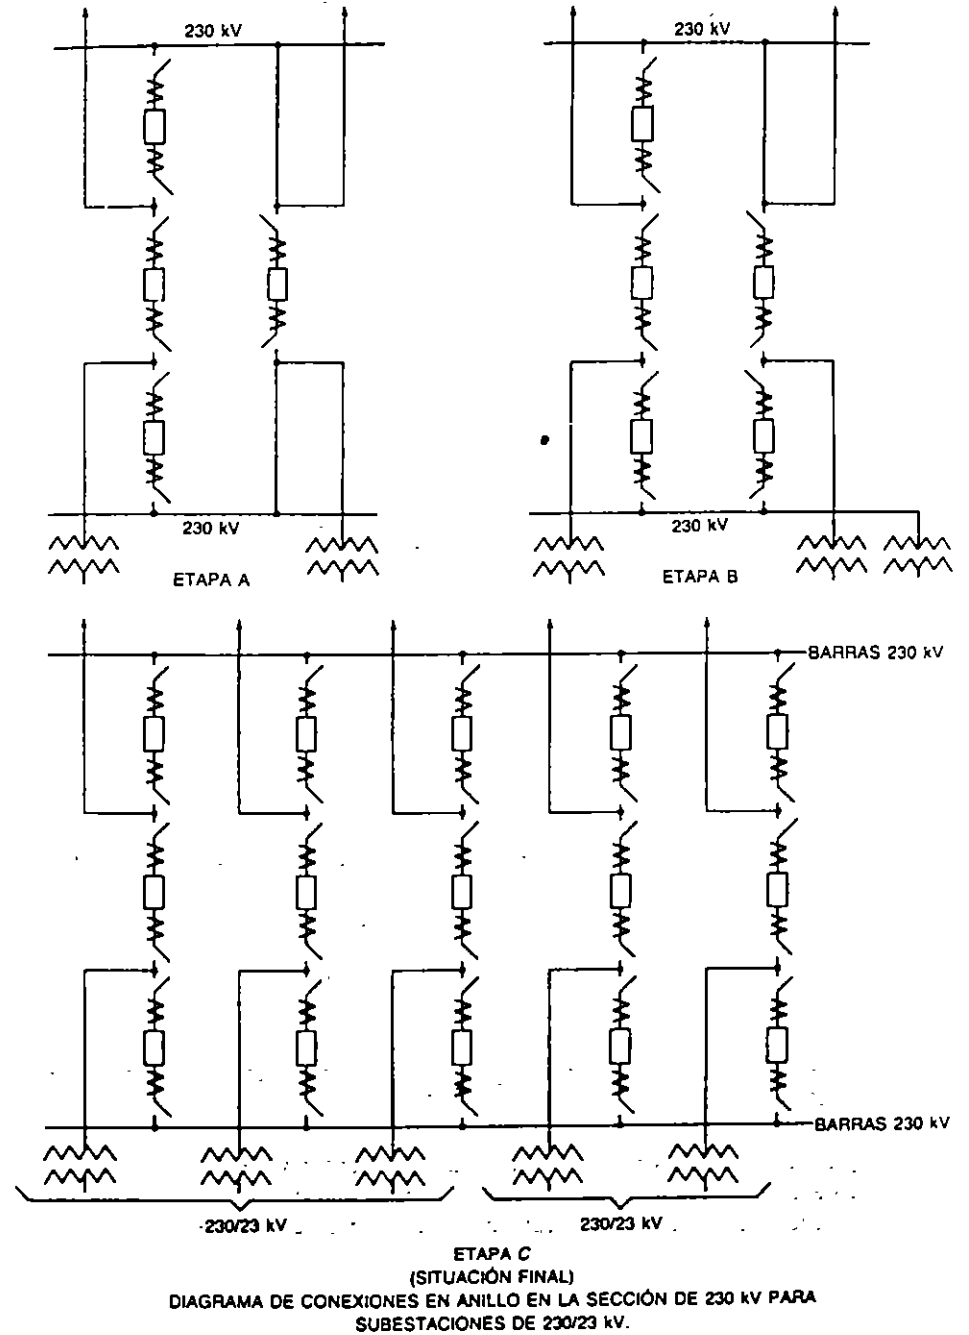 230 kV
230 kV
230 kV
230 kV
ETAPA A
ETAPA B
BARRAS 230 kV
BARRAS 230 kV
230/23 kV
230/23 kV
ETAPA C
(SITUACIÓN FINAL)
DIAGRAMA DE CONEXIONES EN ANILLO EN LA SECCIÓN DE 230 kV PARA
SUBESTACIONES DE 230/23 kV.